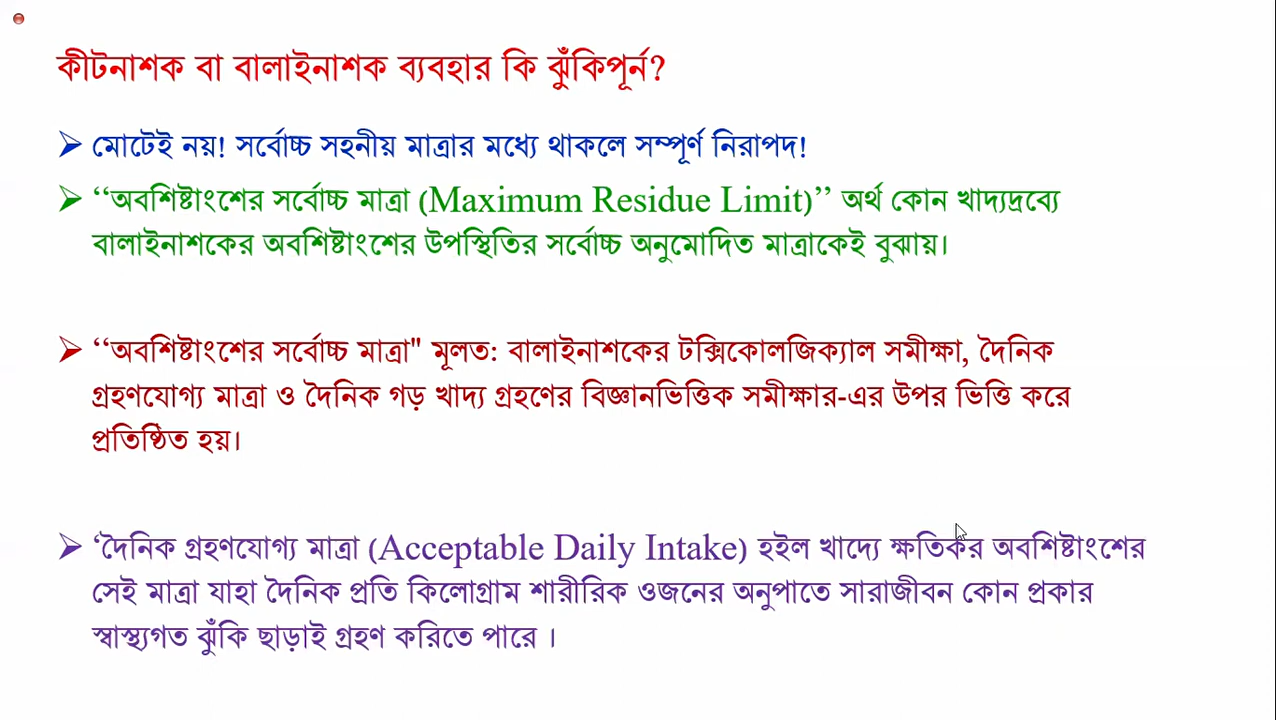 কীটনাশক বা বালাইনাশক ব্যবহার কি ঝুঁকিপূর্ন?
মোটেই নয়! সর্বোচ্চ সহনীয় মাত্রার মধ্যে থাকলে সম্পূর্ণ নিরাপদ!
‘‘অবশিষ্টাংশের সর্বোচ্চ মাত্রা (Maximum Residue Limit)’’ অর্থ কোন খাদ্যদ্রব্যে
বালাইনাশকের অবশিষ্টাংশের উপস্থিতির সর্বোচ্চ অনুমোদিত মাত্রাকেই বুঝায়।
‘‘অবশিষ্টাংশের সর্বোচ্চ মাত্রা" মূলত: বালাইনাশকের টক্সিকোলজিক্যাল সমীক্ষা, দৈনিক
গ্রহণযোগ্য মাত্রা ও দৈনিক গড় খাদ্য গ্রহণের বিজ্ঞানভিত্তিক সমীক্ষার-এর উপর ভিত্তি করে
প্রতিষ্ঠিত হয়।
‘দৈনিক গ্রহণযোগ্য মাত্রা (Acceptable Daily Intake) হইল খাদ্যে ক্ষতিকর অবশিষ্টাংশের
সেই মাত্রা যাহা দৈনিক প্রতি কিলোগ্রাম শারীরিক ওজনের অনুপাতে সারাজীবন কোন প্রকার
স্বাস্থ্যগত ঝুঁকি ছাড়াই গ্রহণ করিতে পারে ।